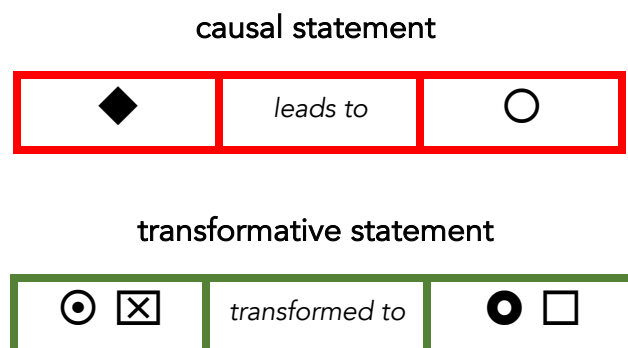 causal statement
◆ leads to ○
transformative statement
☉ ☒ transformed to ⭘ □